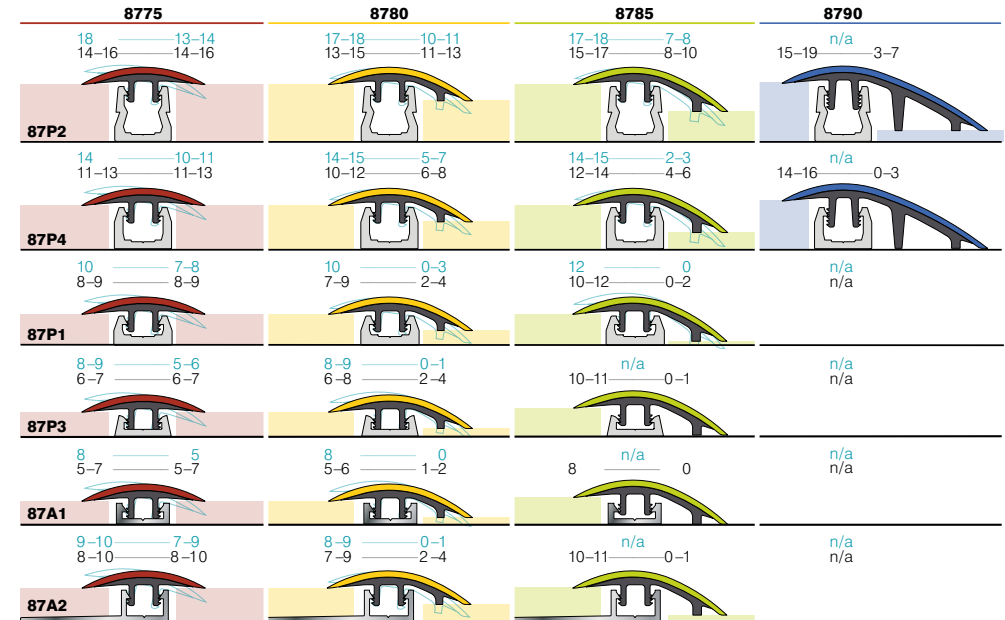 8775 8780 8785 8790
18 13–14 17–18 10–11 17–18 7–8 n/a
14–16 14–16 13–15 11–13 15–17 8–10 15–19 3–7
87P2
14 10–11 14–15 5–7 14–15 2–3 n/a
11–13 11–13 10–12 6–8 12–14 4–6 14–16 0–3
87P4
10 7–8 10 0–3 12 0 n/a
8–9 8–9 7–9 2–4 10–12 0–2 n/a
87P1
8–9 5–6 8–9 0–1 n/a n/a
6–7 6–7 6–8 2–4 10–11 0–1 n/a
87P3
8 5 8 0 n/a n/a
5–7 5–7 5–6 1–2 8 0 n/a
87A1
9–10 7–9 8–9 0–1 n/a n/a
8–10 8–10 7–9 2–4 10–11 0–1 n/a
87A2